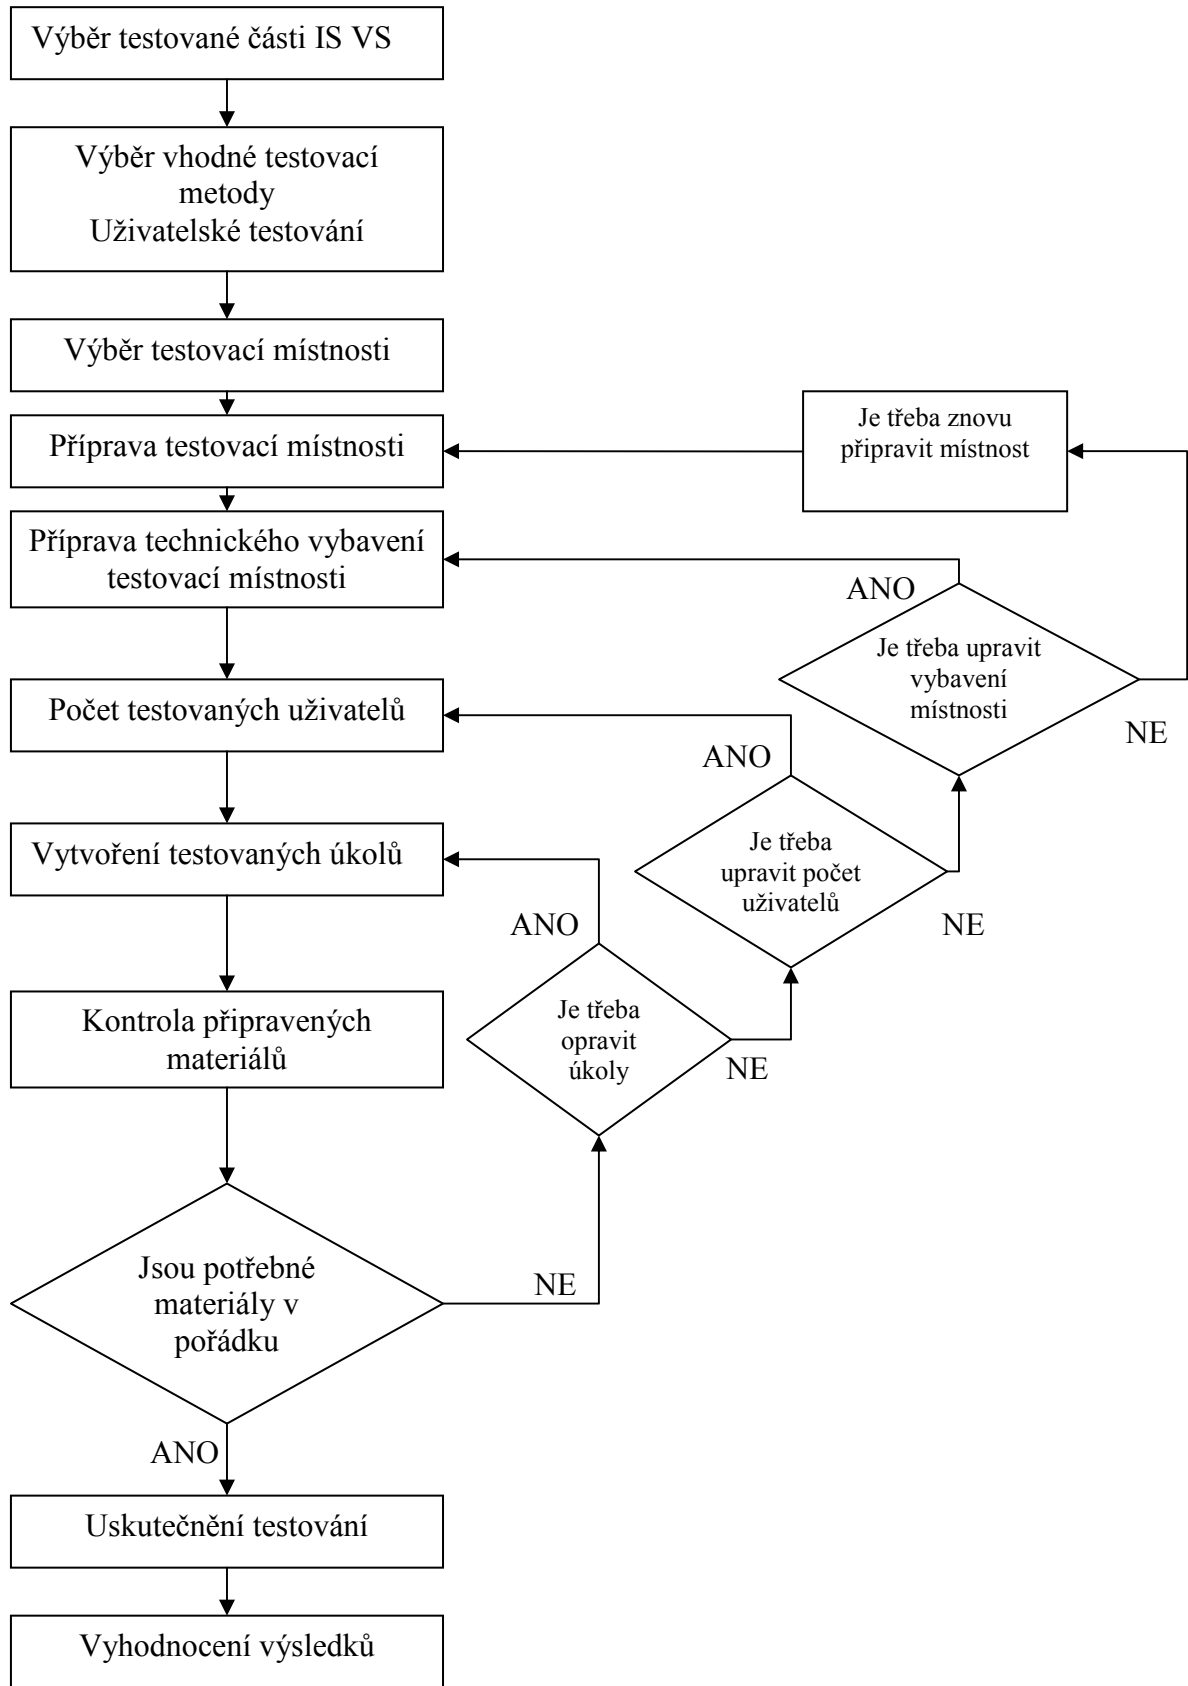 Výběr testované části IS VS
Výběr vhodné testovací
metody
Uživatelské testování
Výběr testovací místnosti
Je třeba znovu
připravit místnost
Příprava testovací místnosti
Příprava technického vybavení
testovací místnosti
ANO
Je třeba upravit
vybavení
místnosti
NE
Počet testovaných uživatelů
ANO
Je třeba
upravit počet
uživatelů
NE
Vytvoření testovaných úkolů
ANO
Je třeba
opravit
úkoly
NE
Kontrola připravených
materiálů
Jsou potřebné
materiály v
pořádku
NE
ANO
Uskutečnění testování
Vyhodnocení výsledků